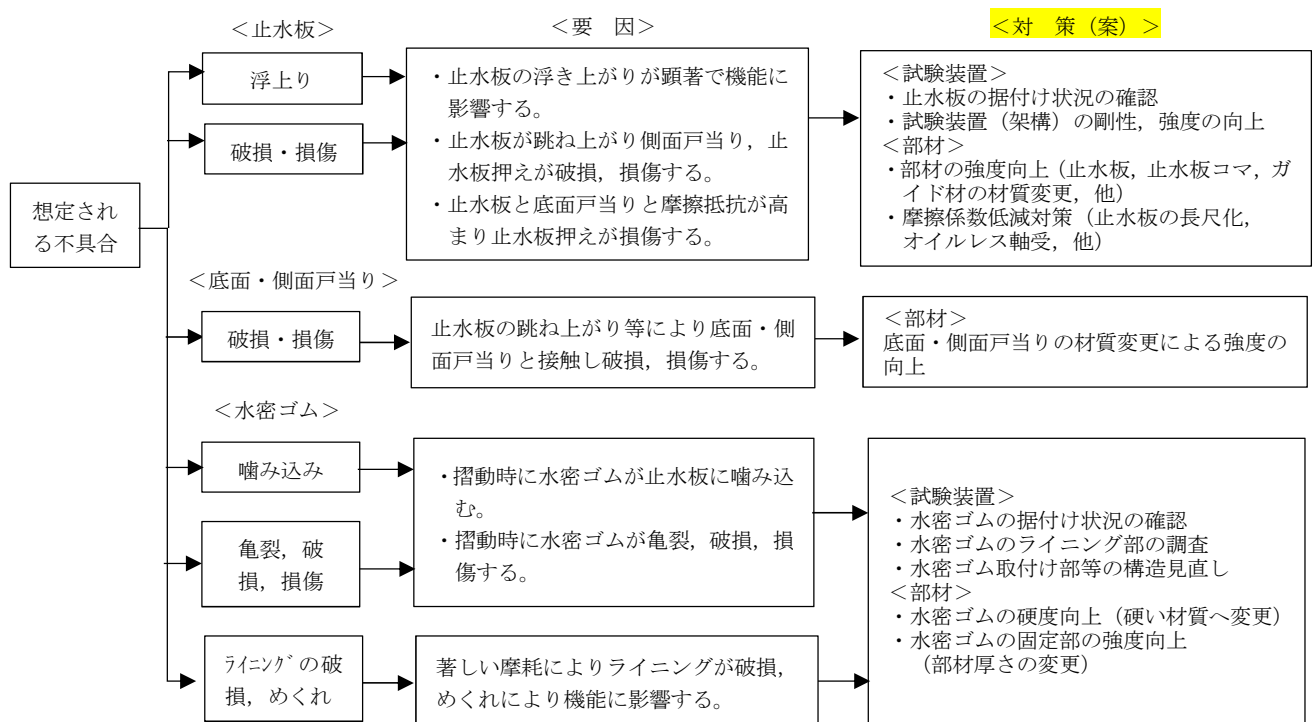 ＜止水板＞
＜要　因＞
＜対　策（案）＞
想定され
る不具合
浮上り
破損・損傷
・止水板の浮き上がりが顕著で機能に
影響する。
・止水板が跳ね上がり側面戸当り，止
水板押えが破損，損傷する。
・止水板と底面戸当りと摩擦抵抗が高
まり止水板押えが損傷する。
＜試験装置＞
・止水板の据付け状況の確認
・試験装置（架構）の剛性，強度の向上
＜部材＞
・部材の強度向上（止水板，止水板コマ，ガ
イド材の材質変更，他）
・摩擦係数低減対策（止水板の長尺化，
オイルレス軸受，他）
＜底面・側面戸当り＞
破損・損傷
止水板の跳ね上がり等により底面・側
面戸当りと接触し破損，損傷する。
＜部材＞
底面・側面戸当りの材質変更による強度の
向上
＜水密ゴム＞
噛み込み
亀裂，破
損，損傷
・摺動時に水密ゴムが止水板に噛み込
む。
・摺動時に水密ゴムが亀裂，破損，損
傷する。
ﾗｲﾆﾝｸﾞの破
損，めくれ
著しい摩耗によりライニングが破損，
めくれにより機能に影響する。
＜試験装置＞
・水密ゴムの据付け状況の確認
・水密ゴムのライニング部の調査
・水密ゴム取付け部等の構造見直し
＜部材＞
・水密ゴムの硬度向上（硬い材質へ変更）
・水密ゴムの固定部の強度向上
（部材厚さの変更）